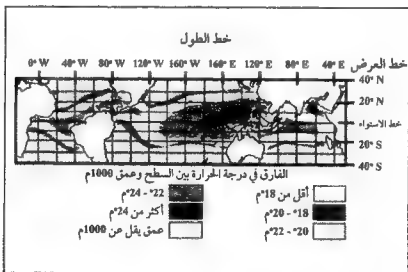 خط الطول
خط العرض
0° W 40° W 80° W 120° W 160° W 160° E 120° E 80° E 40° E
40° N
20° N
خط الاستواء
20° S
40° S
الفارق في درجة الحرارة بين السطح وعمق 1000م
أقل من 18°م
22° - 24°م
18° - 20°م
أكثر من 24°م
20° - 22°م
عمق يقل عن 1000م